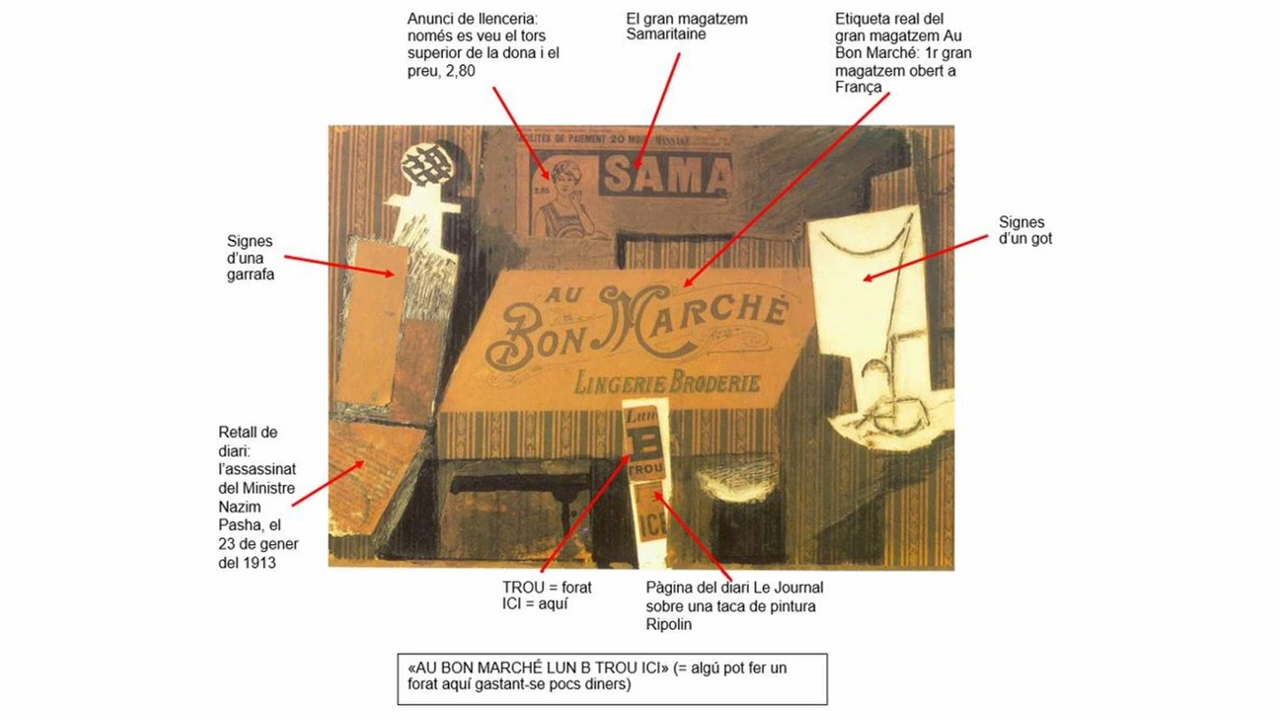 Anunci de llenceria:
només es veu el tors
superior de la dona i el
preu, 2,80
El gran magatzem
Samaritaine
Etiqueta real del
gran magatzem Au
Bon Marché: 1r gran
magatzem obert a
França
Signes
d'una
garrafa
Signes
d'un got
Retall de
diari:
l'assassinat
del Ministre
Nazim
Pasha, el
23 de gener
del 1913
DE PAIEMENT 20 MO
2,80
SAMA
AU
BON MARCHÉ
LINGERIE BRODERIE
Lun
B
TROU
ICI
TROU = forat
ICI = aquí
Pàgina del diari Le Journal
sobre una taca de pintura
Ripolin
«AU BON MARCHÉ LUN B TROU ICI» (= algú pot fer un
forat aquí gastant-se pocs diners)